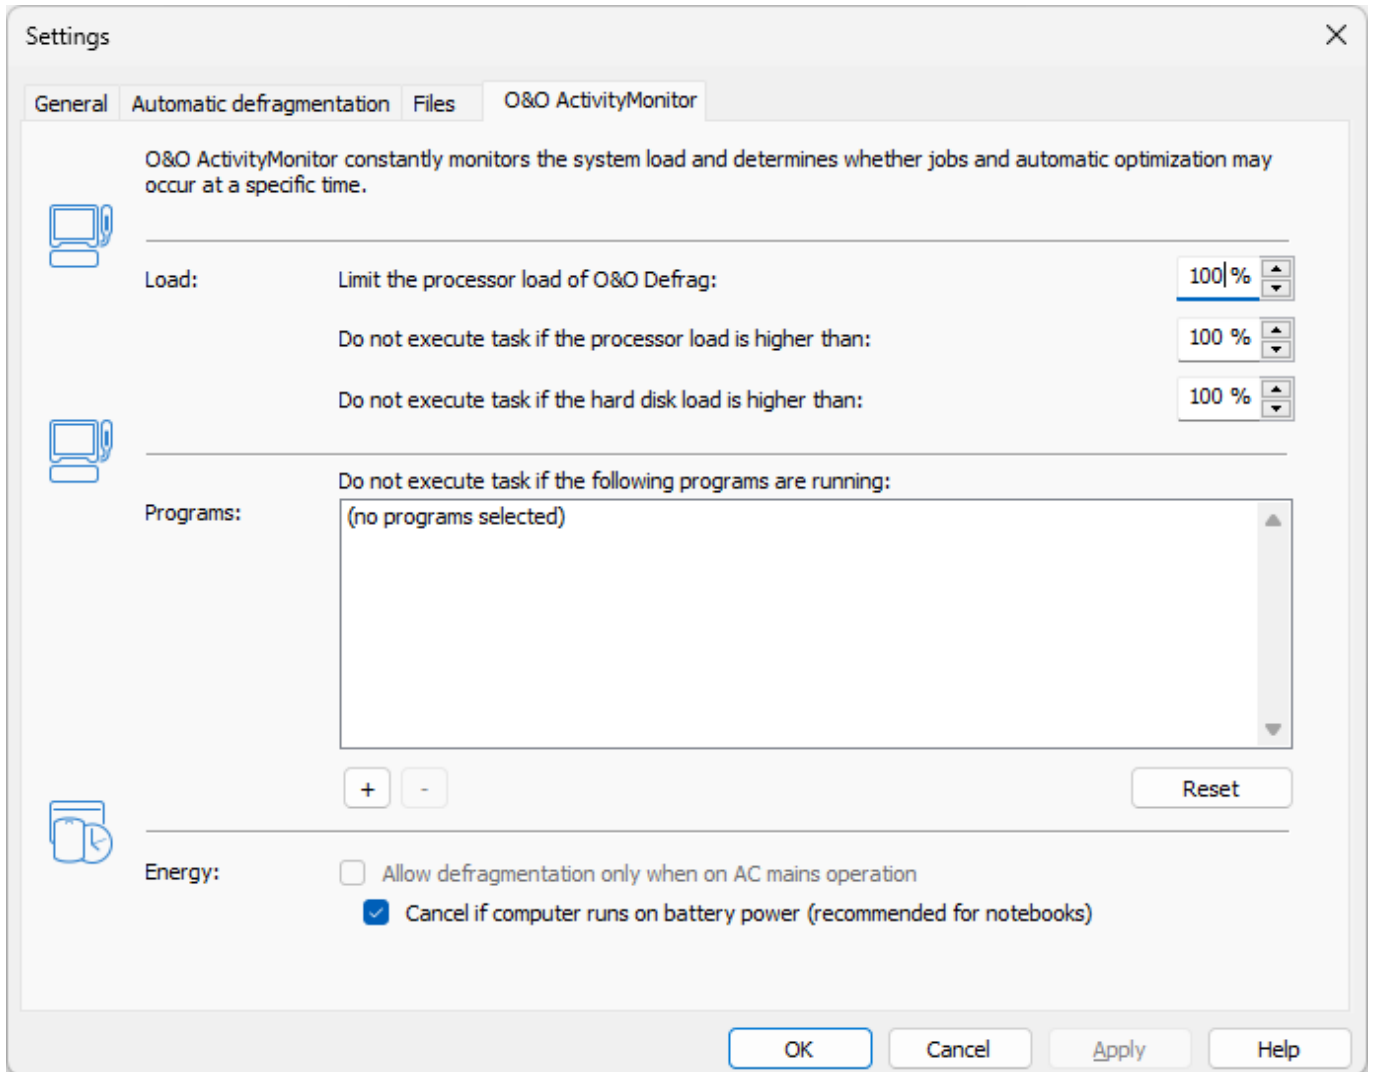 Settings
General
Automatic defragmentation
Files
O&O ActivityMonitor
O&O ActivityMonitor constantly monitors the system load and determines whether jobs and automatic optimization may
occur at a specific time.
Load:
Limit the processor load of O&O Defrag:
100 %
Do not execute task if the processor load is higher than:
100 %
Do not execute task if the hard disk load is higher than:
100 %
Do not execute task if the following programs are running:
Programs:
(no programs selected)
+
-
Reset
Energy:
Allow defragmentation only when on AC mains operation
Cancel if computer runs on battery power (recommended for notebooks)
OK
Cancel
Apply
Help